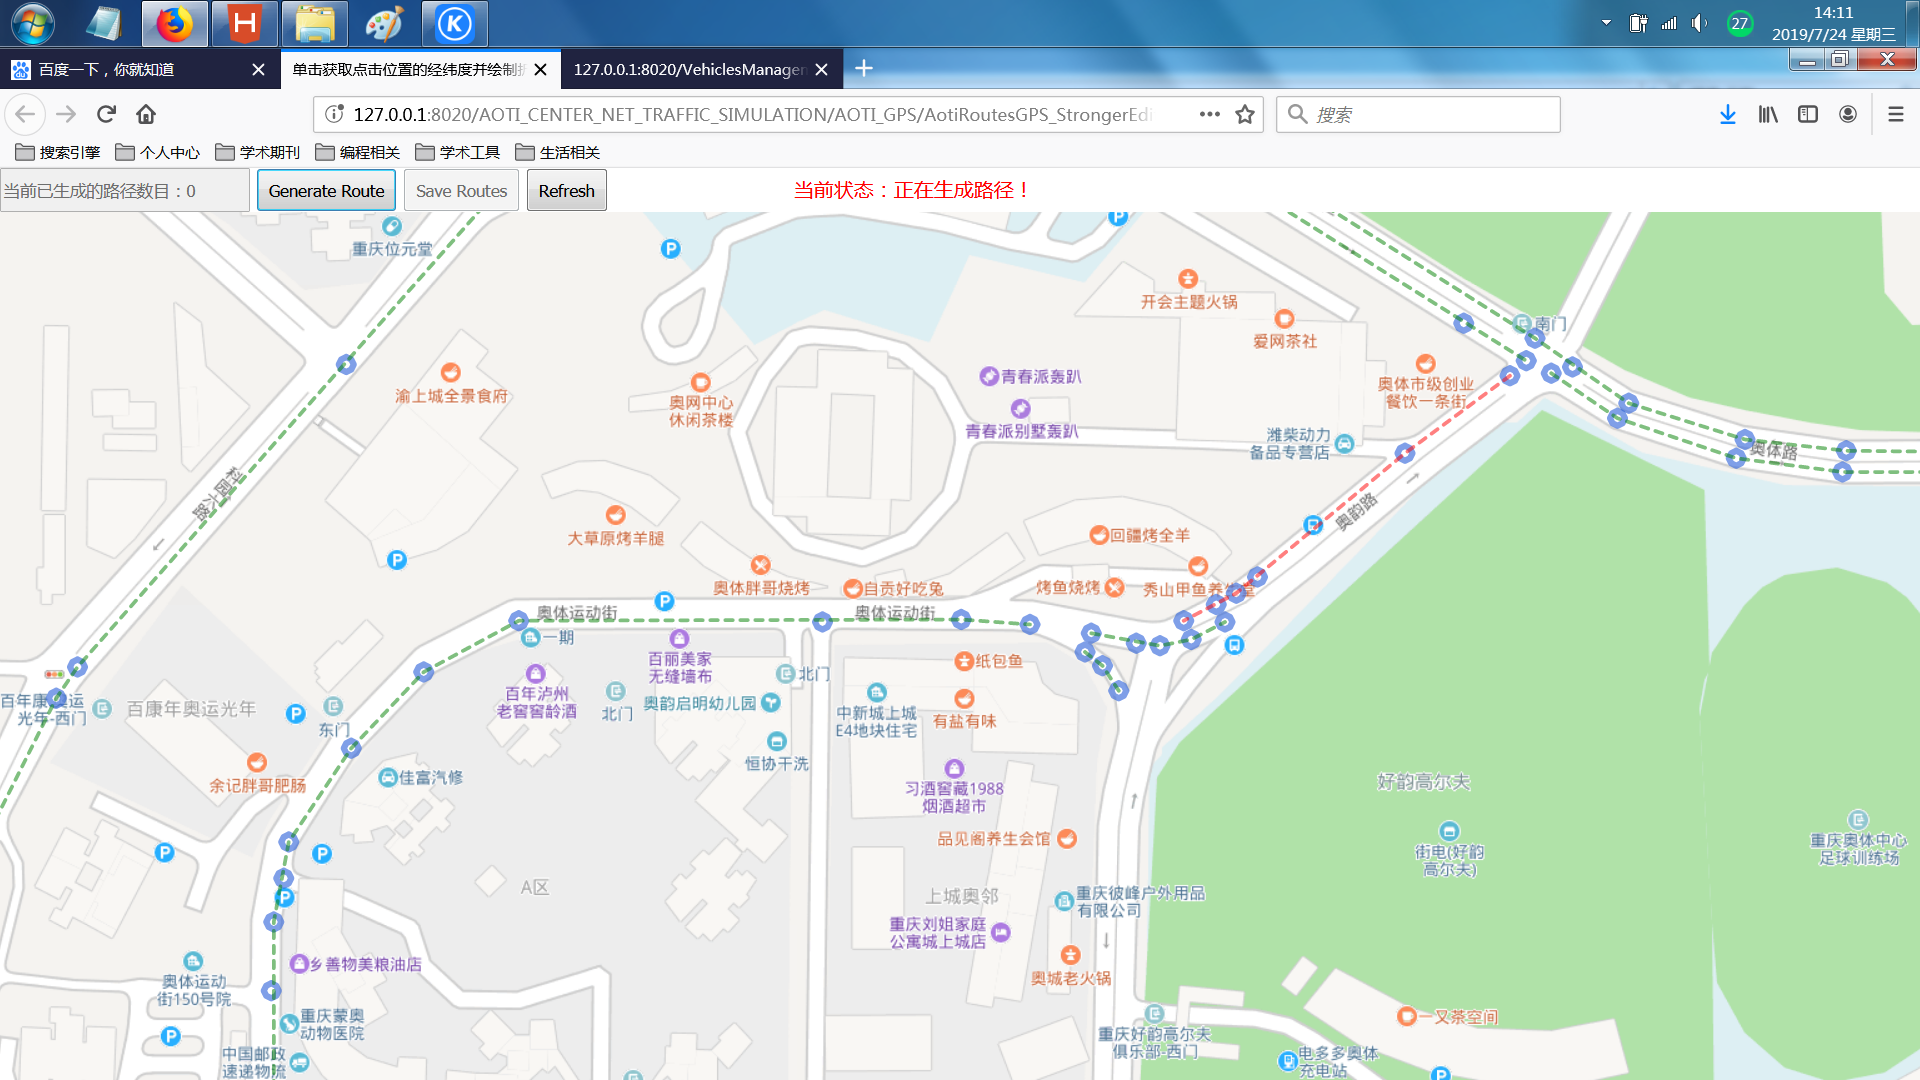 27
14:11
2019/7/24 星期三
百度一下，你就知道
单击获取点击位置的经纬度并绘制折
127.0.0.1:8020/VehiclesManager
127.0.0.1:8020/AOTI_CENTER_NET_TRAFFIC_SIMULATION/AOTI_GPS/AotiRoutesGPS_StrongerEdi
搜索
搜索引擎
个人中心
学术期刊
编程相关
学术工具
生活相关
当前已生成的路径数目：0
Generate Route
Save Routes
Refresh
当前状态：正在生成路径！
重庆位元堂
开会主题火锅
爱网茶社
南门
渝上城全景食府
奥网中心
休闲茶楼
青春派轰趴
青春派别墅轰趴
奥体市级创业
餐饮一条街
潍柴动力
备品专营店
奥体路
科园六路
奥韵路
大草原烤羊腿
回疆烤全羊
奥体胖哥烧烤
自贡好吃兔
烤鱼烧烤
秀山甲鱼养生堂
奥体运动街
奥体运动街
一期
百丽美家
无缝墙布
北门
纸包鱼
百年康奥运
光年-西门
百康年奥运光年
东门
百年泸州
老窖窖龄酒
北门
奥韵启明幼儿园
中新城上城
E4地块住宅
有盐有味
恒协干洗
佳富汽修
余记胖哥肥肠
习酒窖藏1988
烟酒超市
好韵高尔夫
品见阁养生会馆
街电(好韵
高尔夫)
重庆奥体中心
足球训练场
A区
上城奥邻
重庆彼峰户外用品
有限公司
重庆刘姐家庭
公寓城上城店
乡善物美粮油店
奥城老火锅
奥体运动
街150号院
重庆蒙奥
动物医院
中国邮政
速递物流
重庆好韵高尔夫
俱乐部-西门
一又茶空间
电多多奥体
充电站